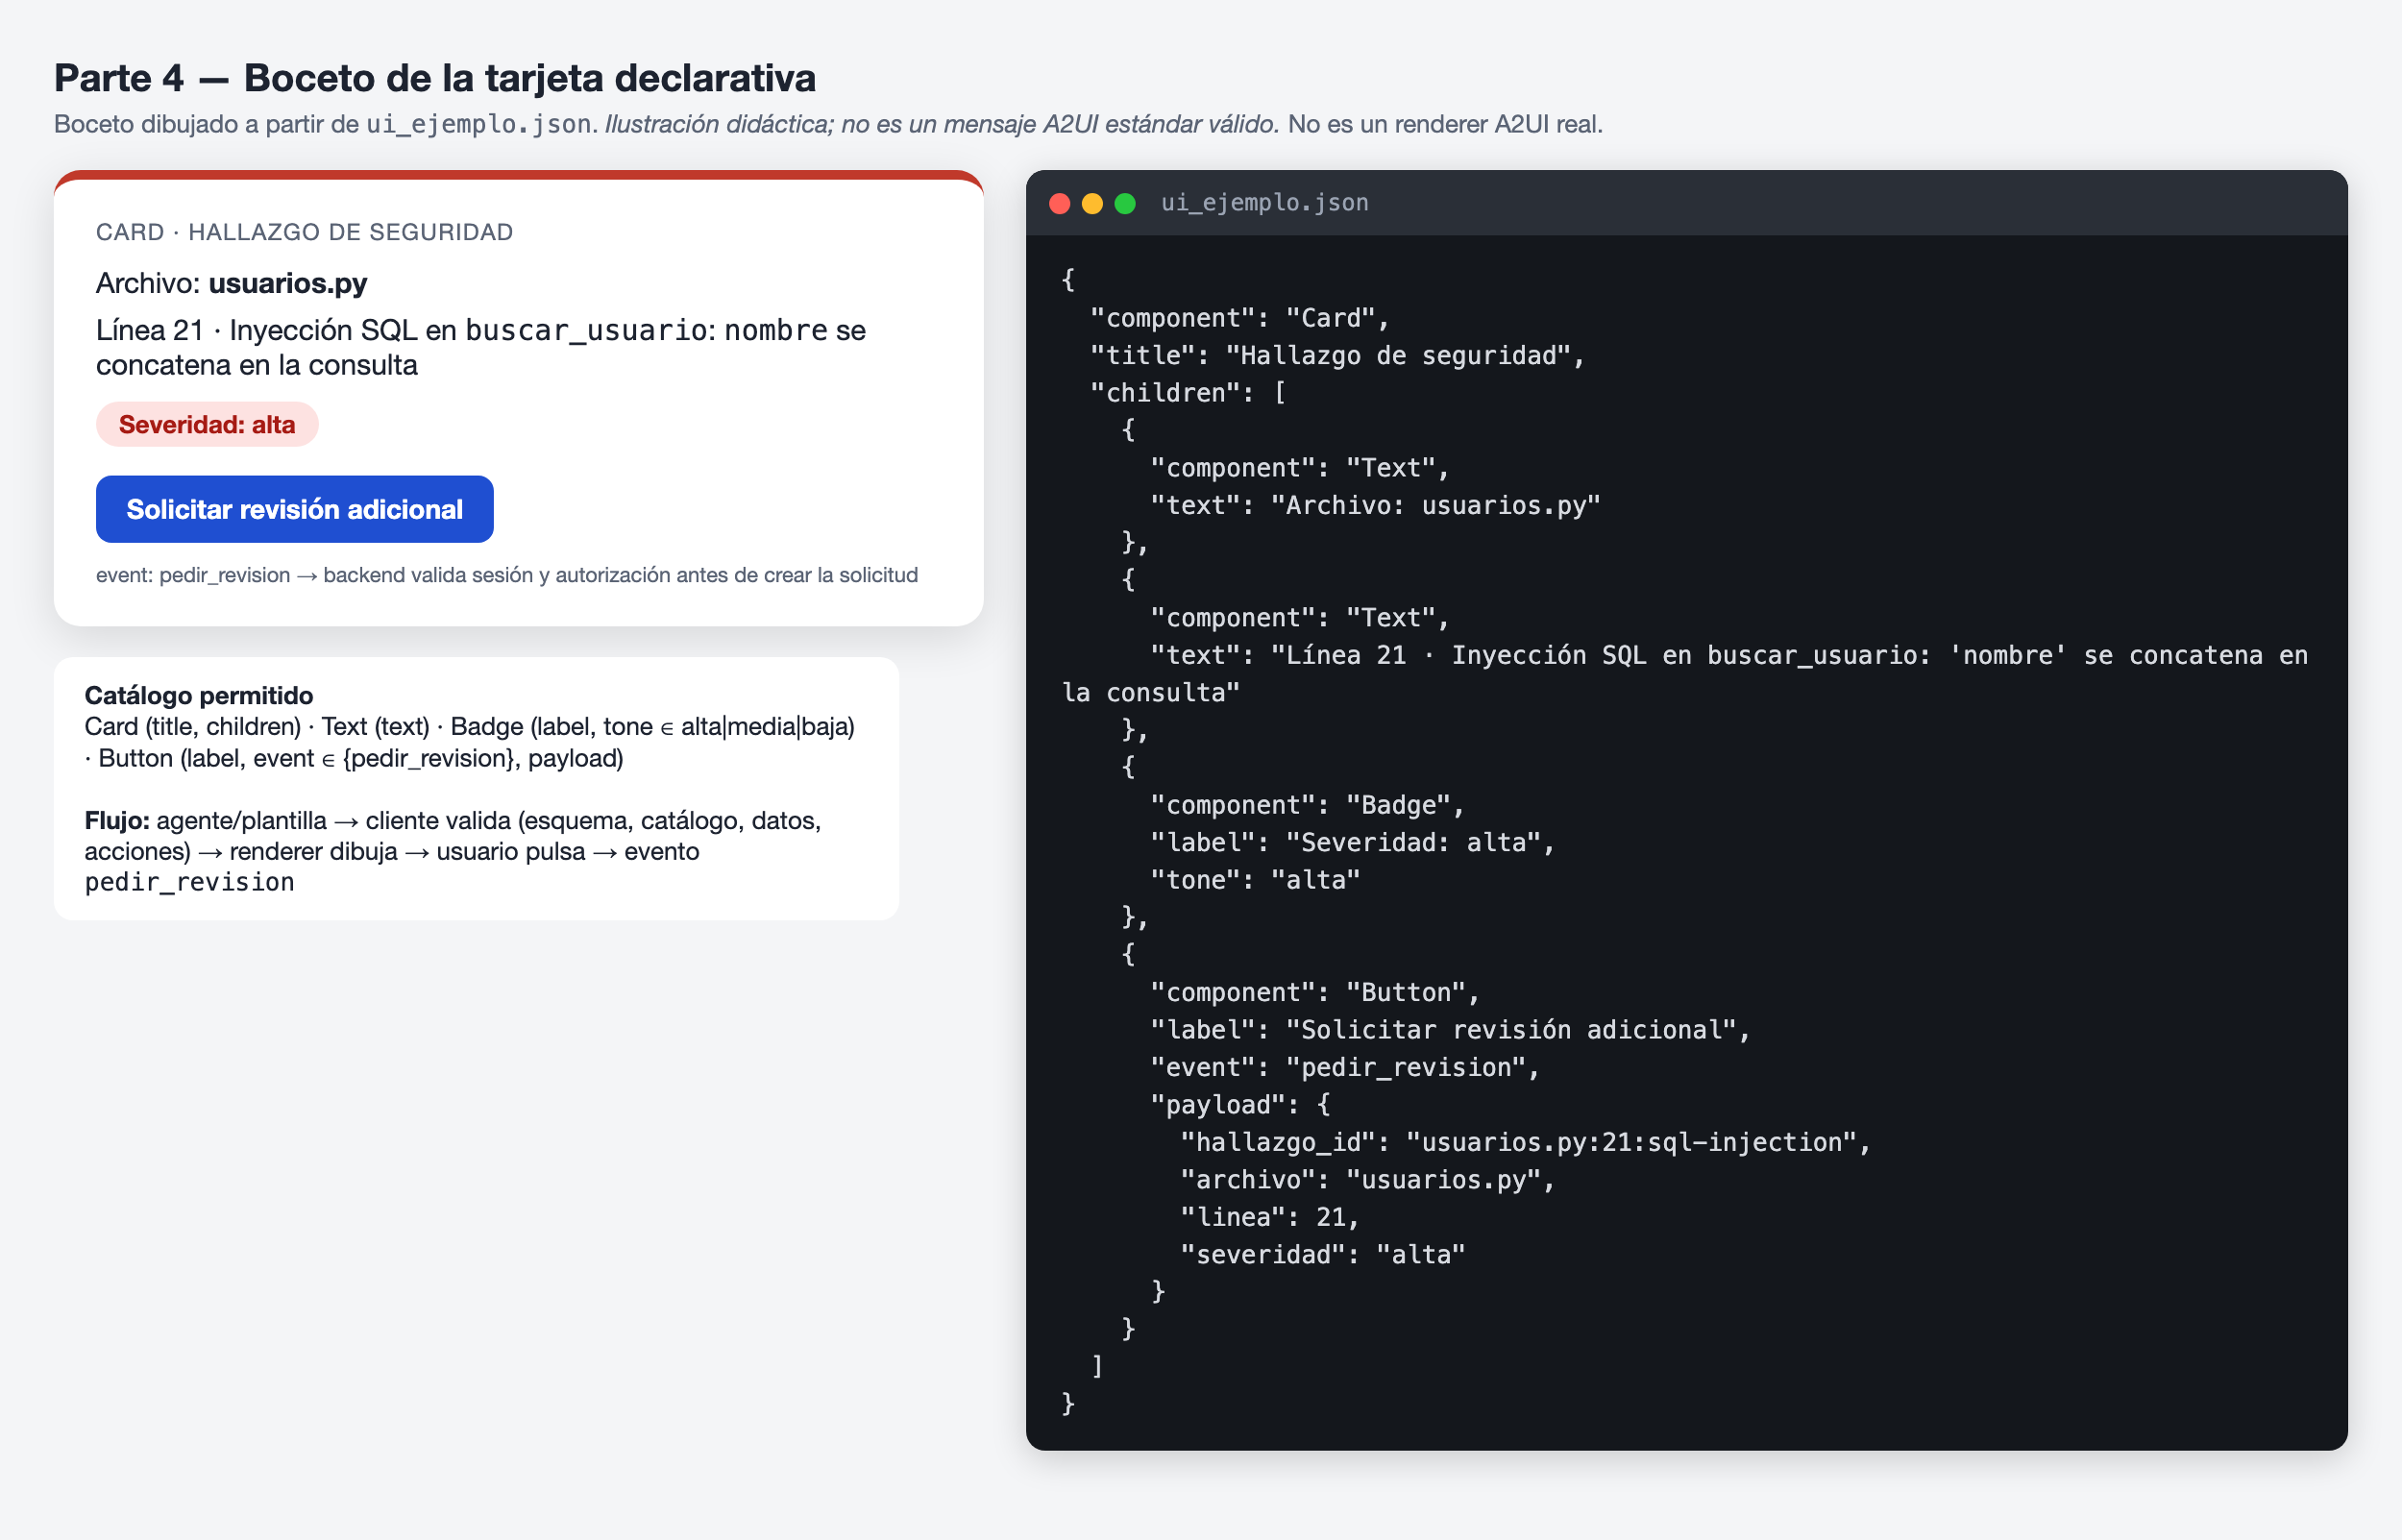 Parte 4 — Boceto de la tarjeta declarativa
Boceto dibujado a partir de ui_ejemplo.json. Ilustración didáctica; no es un mensaje A2UI estándar válido. No es un renderer A2UI real.
CARD · HALLAZGO DE SEGURIDAD
Archivo: usuarios.py
Línea 21 · Inyección SQL en buscar_usuario: nombre se
concatena en la consulta
Severidad: alta
Solicitar revisión adicional
event: pedir_revision → backend valida sesión y autorización antes de crear la solicitud
Catálogo permitido
Card (title, children) · Text (text) · Badge (label, tone ∈ alta|media|baja)
· Button (label, event ∈ {pedir_revision}, payload)
Flujo: agente/plantilla → cliente valida (esquema, catálogo, datos,
acciones) → renderer dibuja → usuario pulsa → evento
pedir_revision
ui_ejemplo.json
{
  "component": "Card",
  "title": "Hallazgo de seguridad",
  "children": [
    {
      "component": "Text",
      "text": "Archivo: usuarios.py"
    },
    {
      "component": "Text",
      "text": "Línea 21 · Inyección SQL en buscar_usuario: 'nombre' se concatena en
la consulta"
    },
    {
      "component": "Badge",
      "label": "Severidad: alta",
      "tone": "alta"
    },
    {
      "component": "Button",
      "label": "Solicitar revisión adicional",
      "event": "pedir_revision",
      "payload": {
        "hallazgo_id": "usuarios.py:21:sql-injection",
        "archivo": "usuarios.py",
        "linea": 21,
        "severidad": "alta"
      }
    }
  ]
}